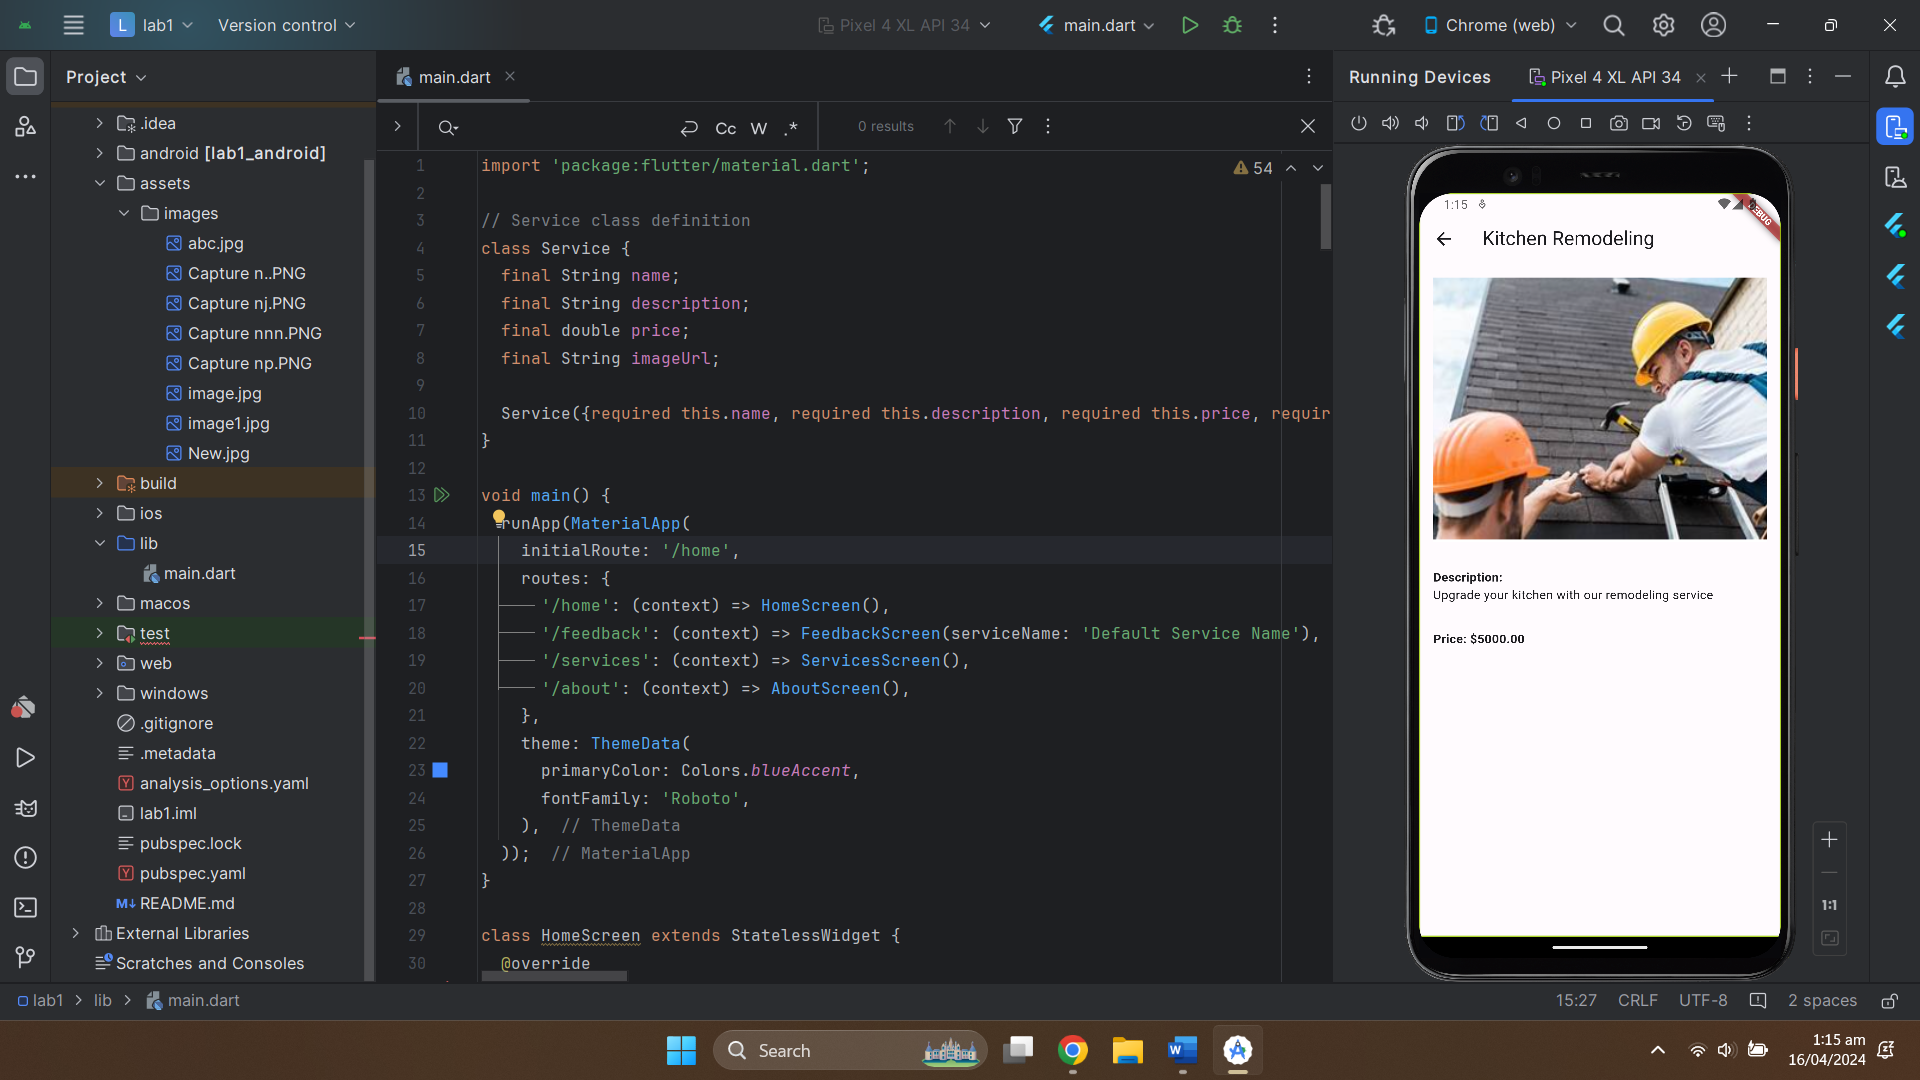 L lab1 Version control Pixel 4 XL API 34 main.dart Chrome (web)
Project
main.dart
Running Devices Pixel 4 XL API 34
.idea
android [lab1_android]
assets
images
abc.jpg
Capture n..PNG
Capture nj.PNG
Capture nnn.PNG
Capture np.PNG
image.jpg
image1.jpg
New.jpg
build
ios
lib
main.dart
macos
test
web
windows
.gitignore
.metadata
Y analysis_options.yaml
lab1.iml
pubspec.lock
Y pubspec.yaml
M↓ README.md
External Libraries
Scratches and Consoles
Cc W .* 0 results
54
1 import 'package:flutter/material.dart';
2
3 // Service class definition
4 class Service {
5 final String name;
6 final String description;
7 final double price;
8 final String imageUrl;
9
10 Service({required this.name, required this.description, required this.price, requir
11 }
12
13 void main() {
14 runApp(MaterialApp(
15 initialRoute: '/home',
16 routes: {
17 '/home': (context) => HomeScreen(),
18 '/feedback': (context) => FeedbackScreen(serviceName: 'Default Service Name'),
19 '/services': (context) => ServicesScreen(),
20 '/about': (context) => AboutScreen(),
21 },
22 theme: ThemeData(
23 primaryColor: Colors.blueAccent,
24 fontFamily: 'Roboto',
25 ), // ThemeData
26 )); // MaterialApp
27 }
28
29 class HomeScreen extends StatelessWidget {
30 @override
1:15
Kitchen Remodeling
Description:
Upgrade your kitchen with our remodeling service
Price: $5000.00
1:1
lab1 > lib > main.dart
15:27 CRLF UTF-8 2 spaces
Search
W
1:15 am
16/04/2024